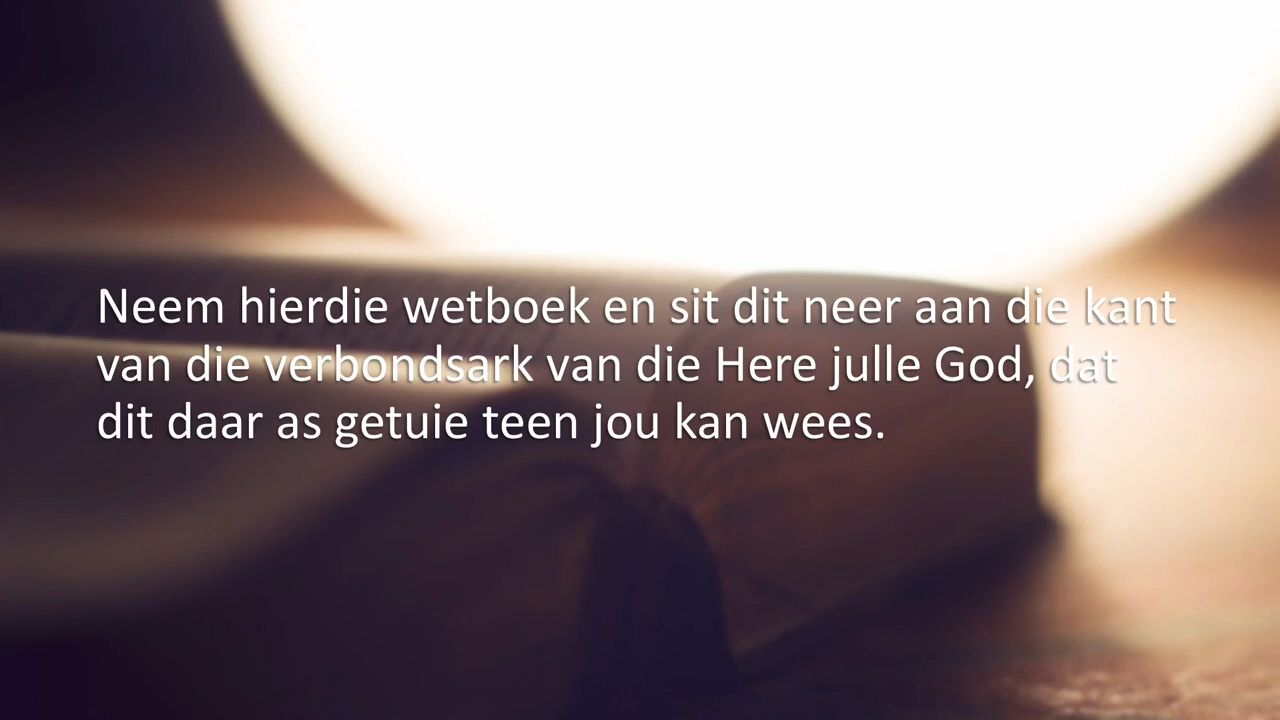 Neem hierdie wetboek en sit dit neer aan die kant
van die verbondsark van die Here julle God, dat
dit daar as getuie teen jou kan wees.